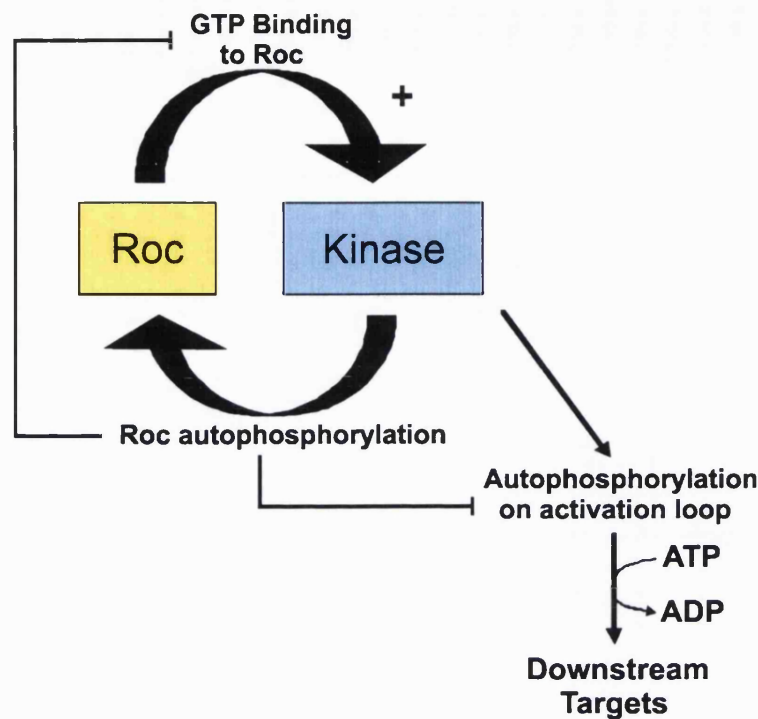 GTP Binding
to Roc
+
Roc
Kinase
Roc autophosphorylation
Autophosphorylation
on activation loop
ATP
ADP
Downstream
Targets